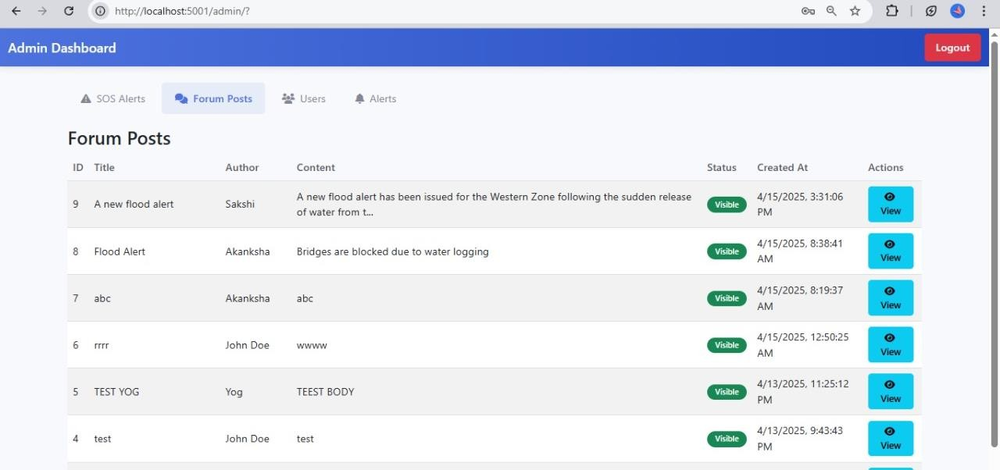 http://localhost:5001/admin/?
Admin Dashboard
Logout
SOS Alerts
Forum Posts
Users
Alerts
Forum Posts
ID Title Author Content Status Created At Actions
9 A new flood alert Sakshi A new flood alert has been issued for the Western Zone following the sudden release
of water from t... Visible 4/15/2025, 3:31:06
PM View
8 Flood Alert Akanksha Bridges are blocked due to water logging Visible 4/15/2025, 8:38:41
AM View
7 abc Akanksha abc Visible 4/15/2025, 8:19:37
AM View
6 rrrr John Doe wwww Visible 4/15/2025, 12:50:25
AM View
5 TEST YOG Yog TEEST BODY Visible 4/13/2025, 11:25:12
PM View
4 test John Doe test Visible 4/13/2025, 9:43:43
PM View